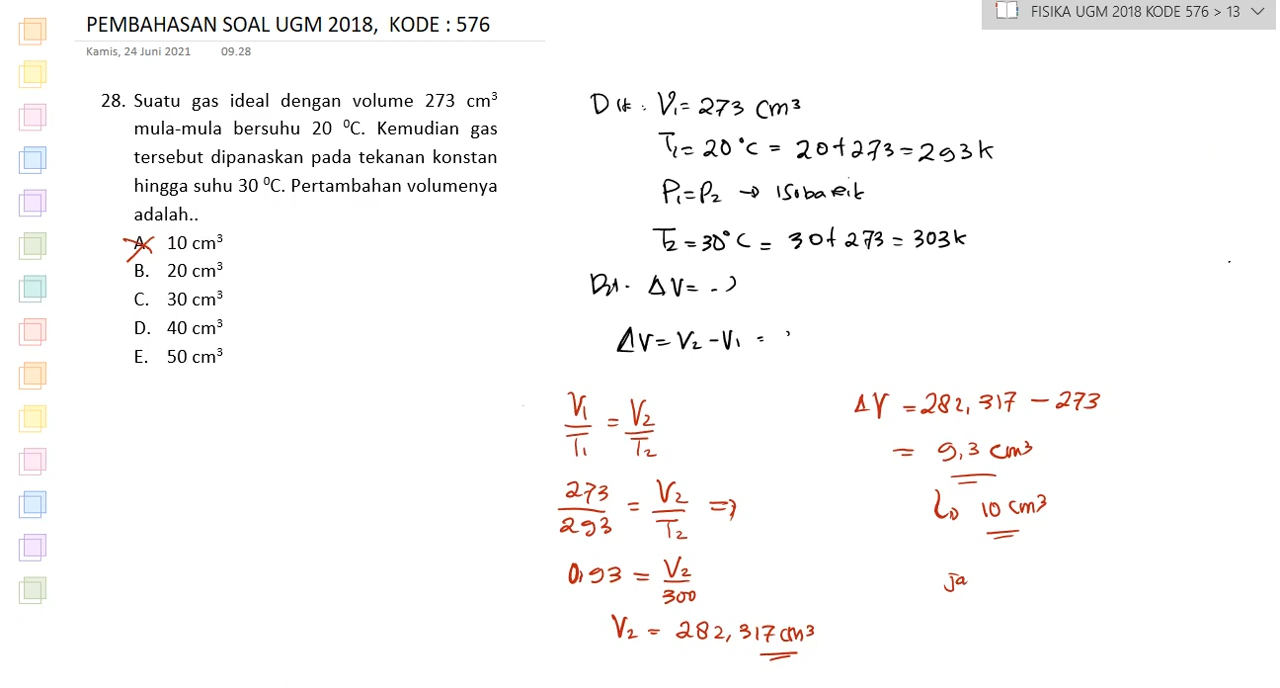 FISIKA UGM 2018 KODE 576 > 13
PEMBAHASAN SOAL UGM 2018, KODE : 576
Kamis, 24 Juni 2021 09.28
28. Suatu gas ideal dengan volume 273 cm³
mula-mula bersuhu 20 ⁰C. Kemudian gas
tersebut dipanaskan pada tekanan konstan
hingga suhu 30 ⁰C. Pertambahan volumenya
adalah..
A. 10 cm³
B. 20 cm³
C. 30 cm³
D. 40 cm³
E. 50 cm³
Dit : V₁ = 273 cm³
T₁ = 20°C = 20 + 273 = 293 K
P₁ = P₂ → isobarik
T₂ = 30°C = 30 + 273 = 303 K
ΔV = ..?
ΔV = V₂ - V₁ = ?
V₁/T₁ = V₂/T₂
273/293 = V₂/T₂ ⇒
0,93 = V₂/300
V₂ = 282,317 cm³
ΔV = 282,317 - 273
= 9,3 cm³
↳ 10 cm³
ja